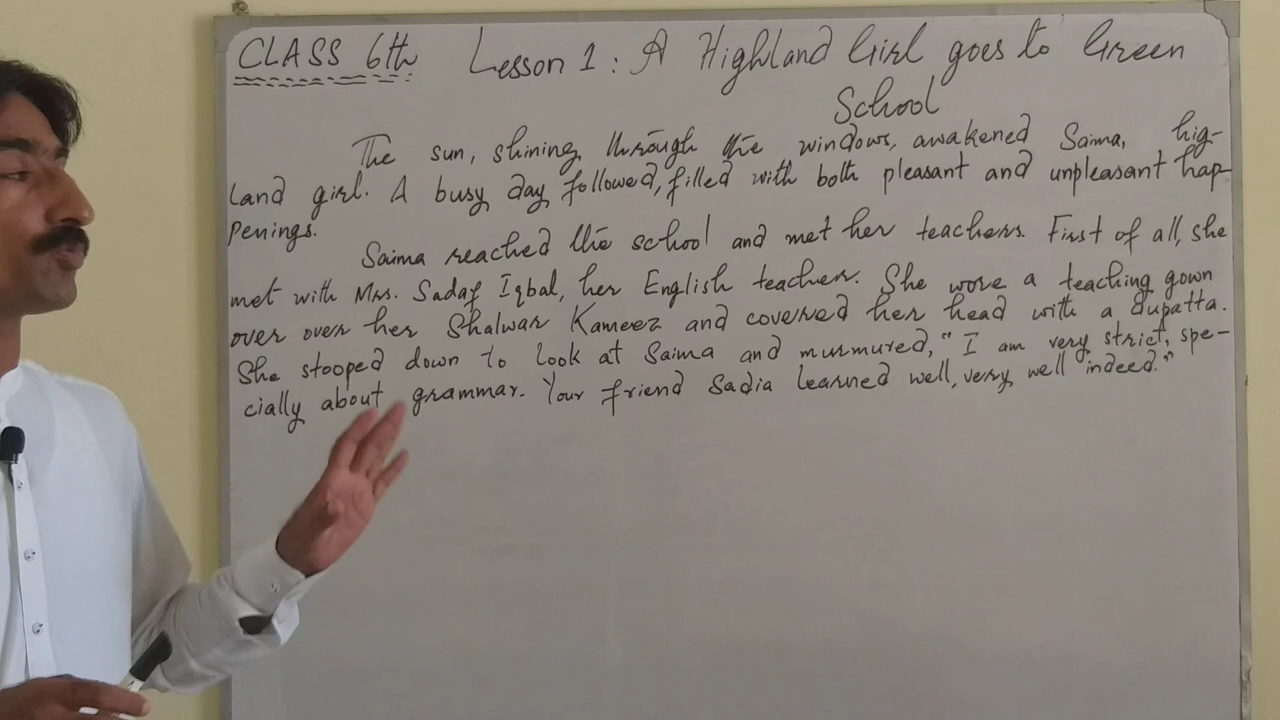 CLASS 6th Lesson 1: A Highland Girl goes to Green
School
The sun, shining through the windows, awakened Saima, hig-
land girl. A busy day followed, filled with both pleasant and unpleasant hap-
penings.
Saima reached the school and met her teachers. First of all, she
met with Mrs. Sadaf Iqbal, her English teacher. She wore a teaching gown
over over her Shalwar Kameez and covered her head with a dupatta.
She stooped down to look at Saima and murmured, "I am very strict, spe-
cially about grammar. Your friend Sadia learned well, very well indeed."